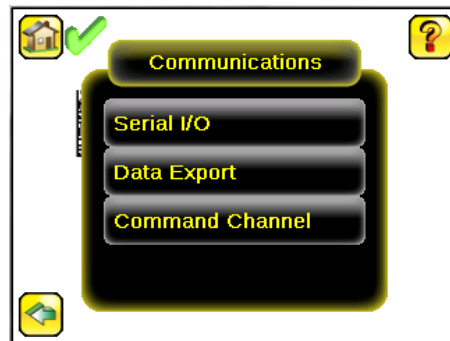 Communications
Serial I/O
Data Export
Command Channel